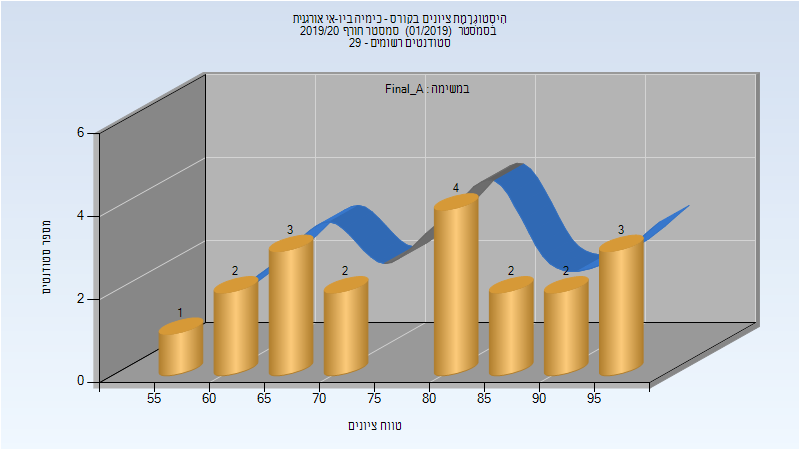 היסטוגרמת ציונים בקורס - כימיה ביו-אי אורגנית
בסמסטר (01/2019) סמסטר חורף 2019/20
סטודנטים רשומים - 29
במשימה : Final_A
מספר סטודנטים
6
4
2
0
1
2
3
2
4
2
2
3
55 60 65 70 75 80 85 90 95
טווח ציונים